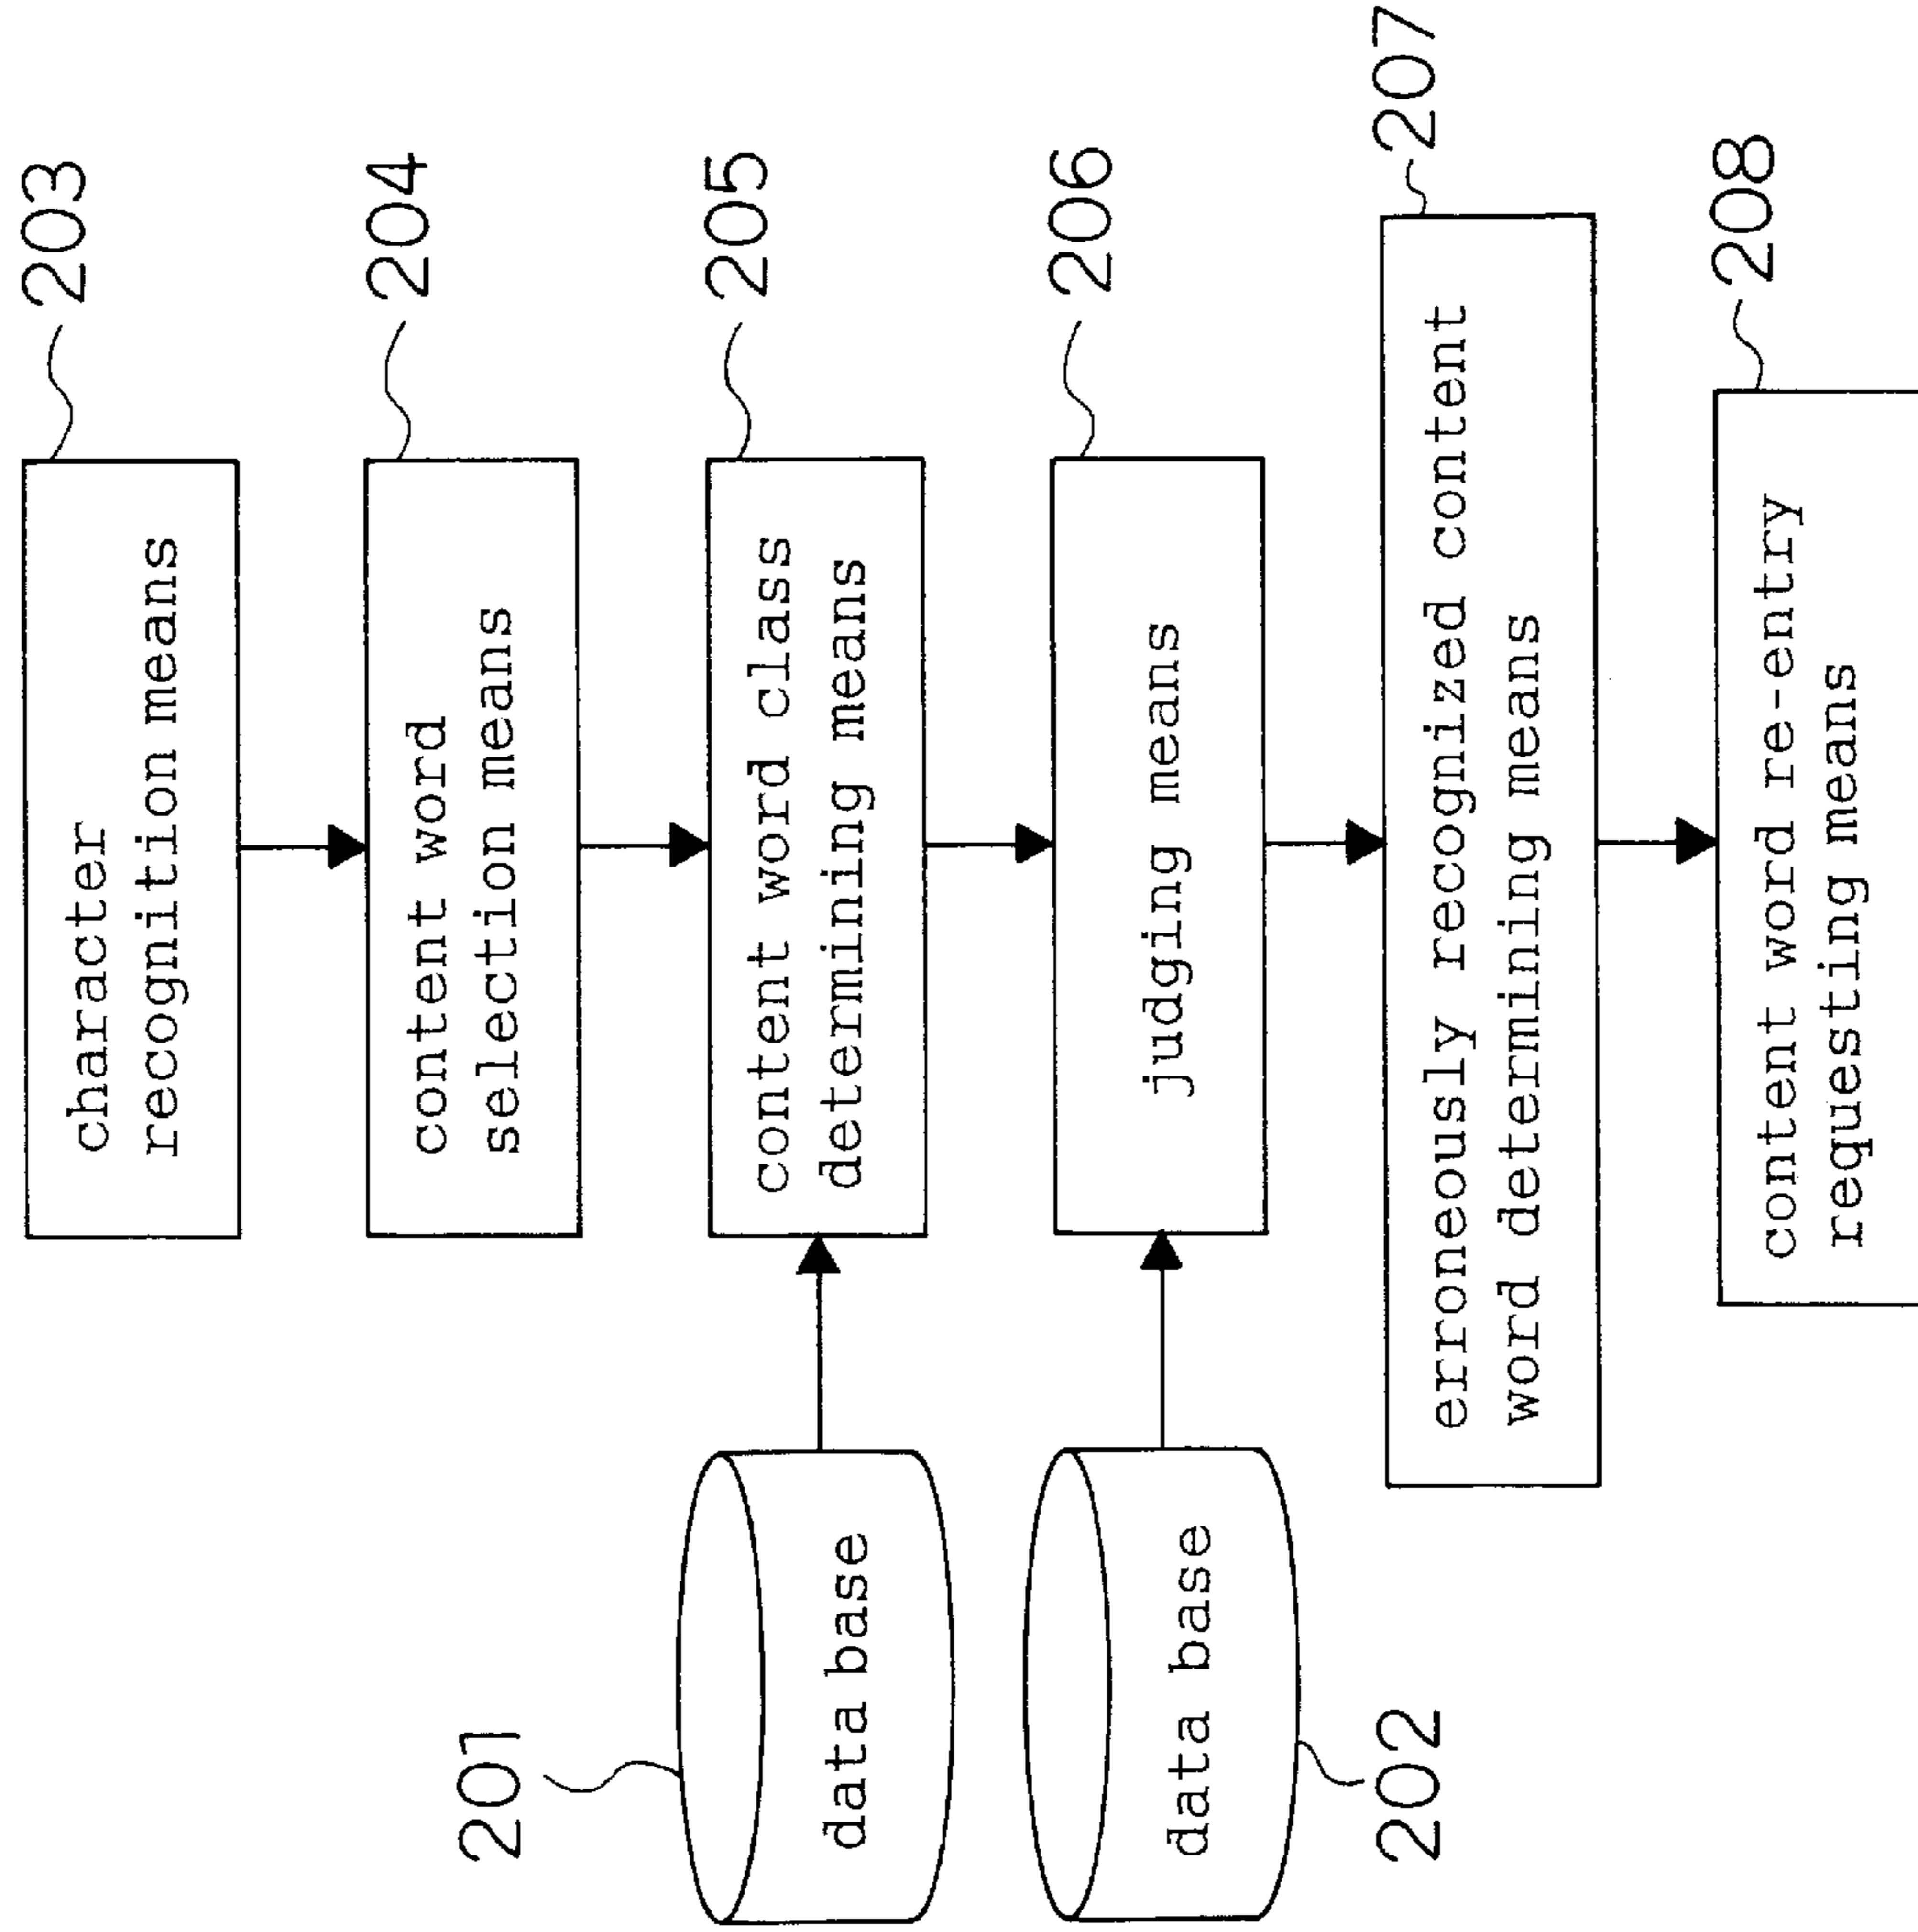 203
character
recognition means
204
content word
selection means
205
content word class
determining means
201
data base
206
judging means
202
data base
207
erroneously recognized content
word determining means
208
content word re-entry
requesting means